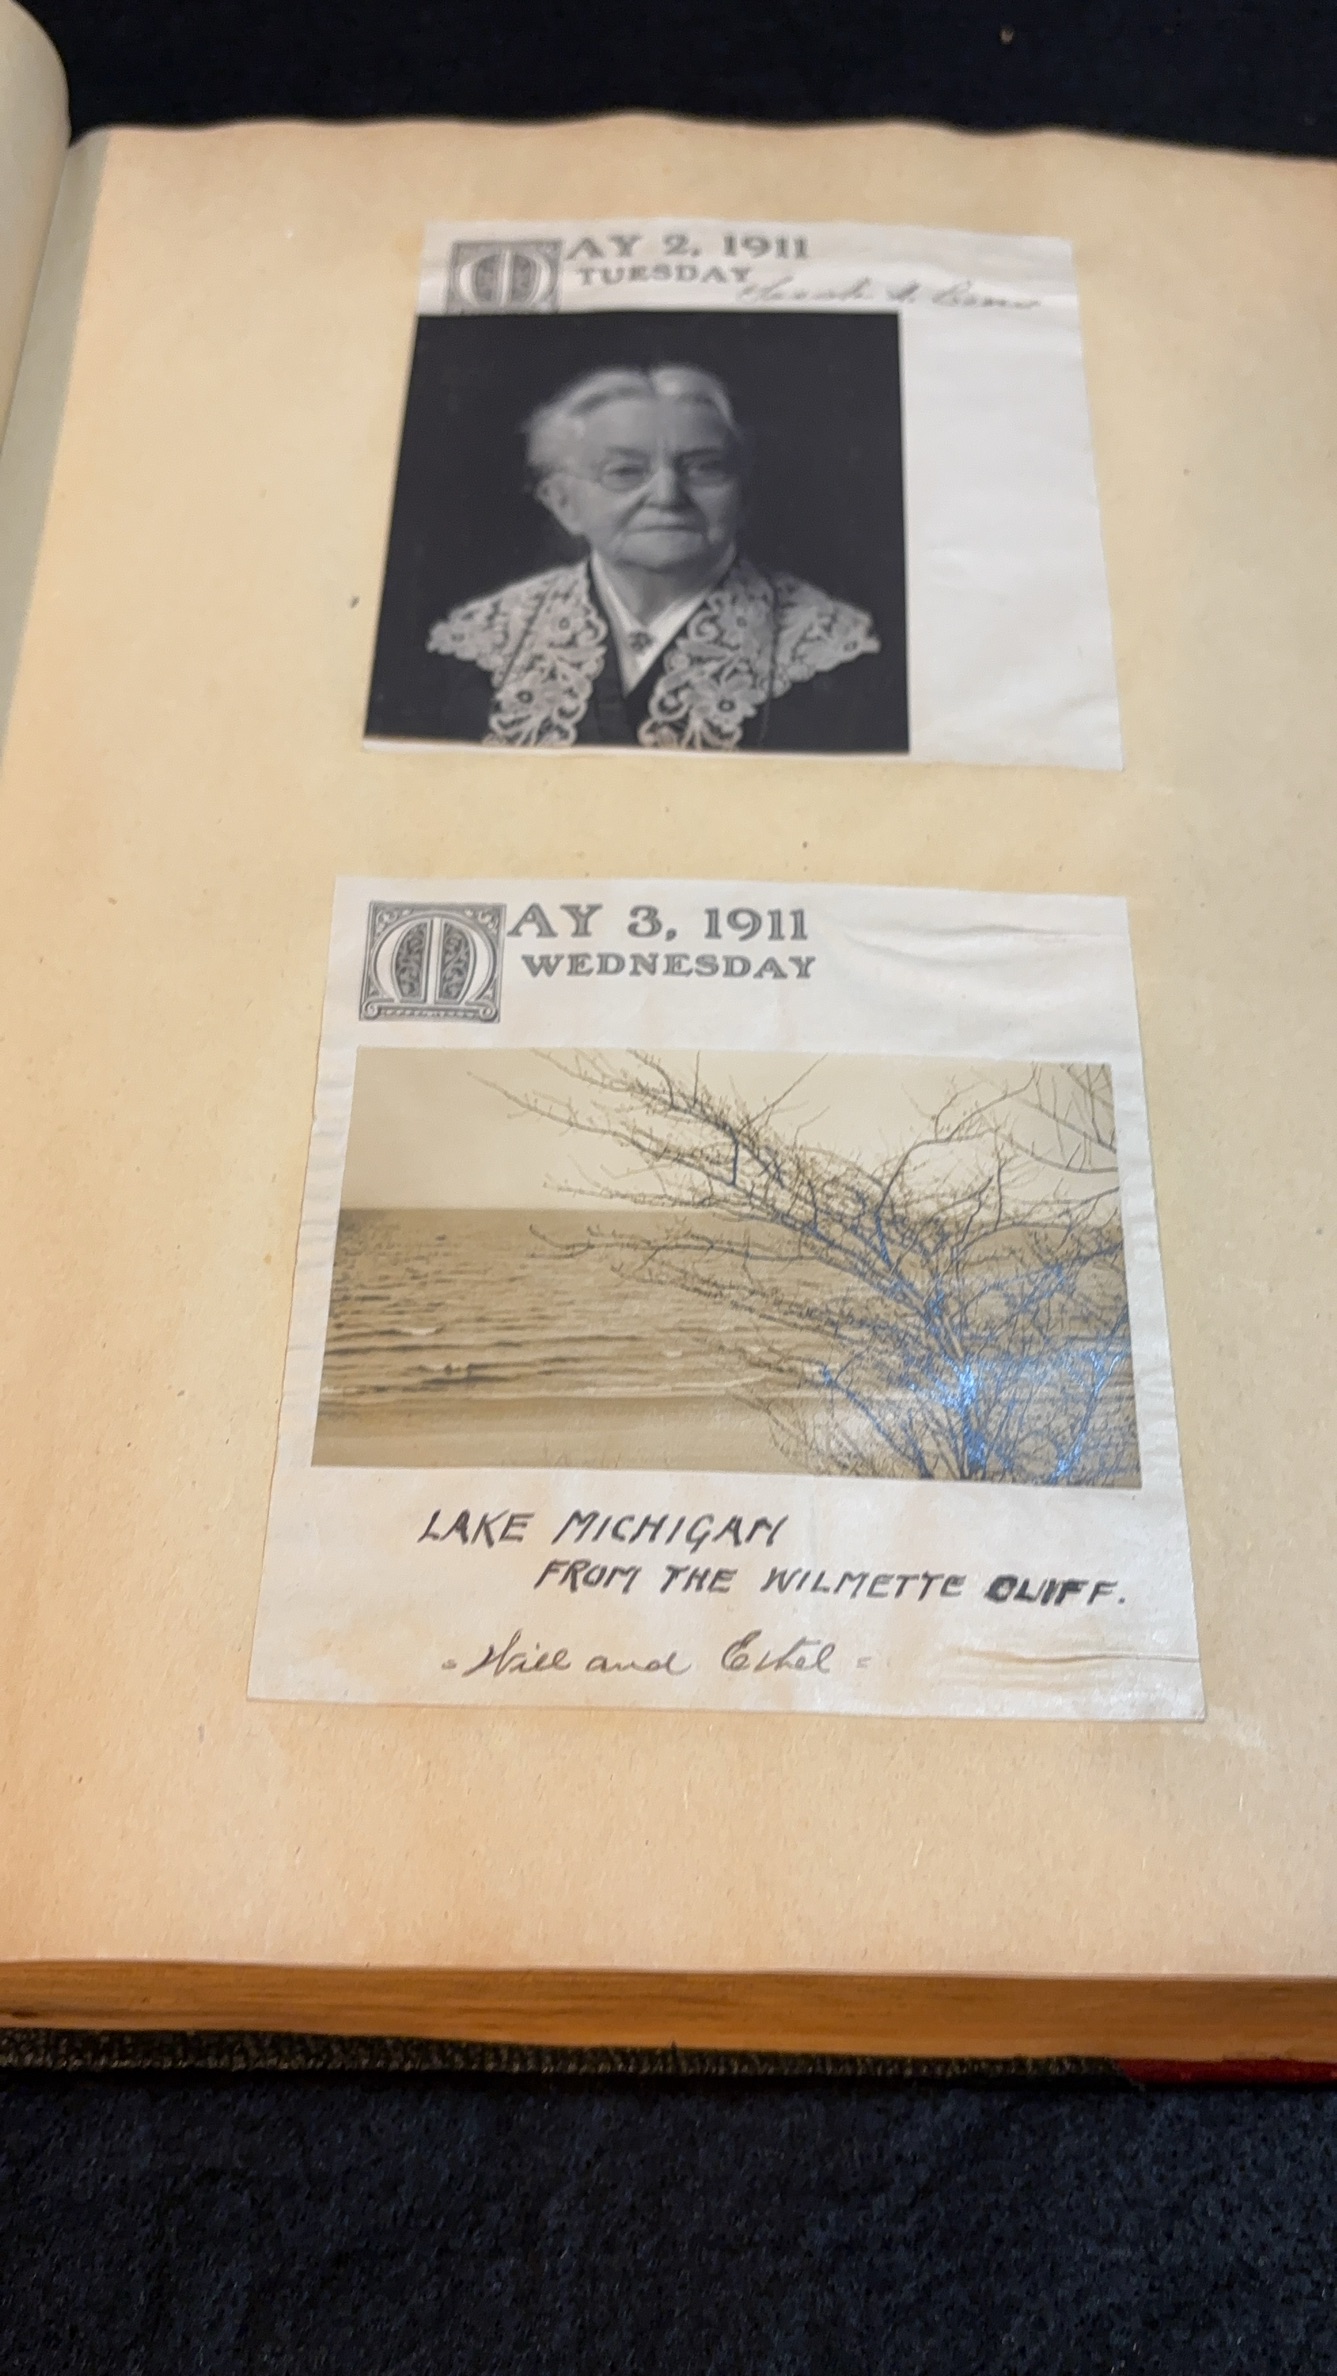 MAY 2, 1911
TUESDAY
MAY 3, 1911
WEDNESDAY
LAKE MICHIGAN
FROM THE WILMETTE CLIFF.
- Will and Ethel -